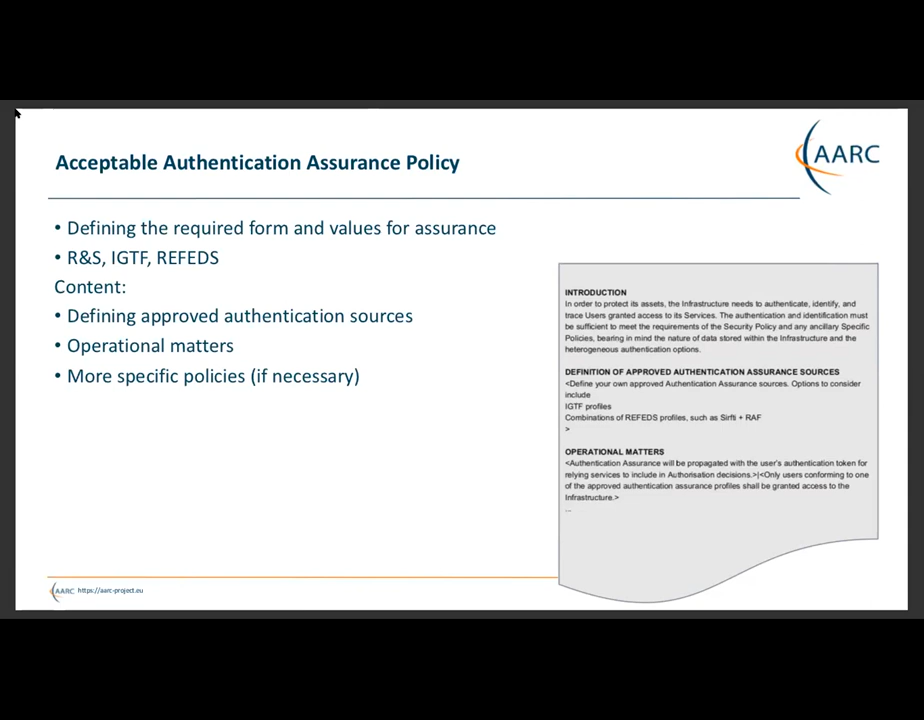 Acceptable Authentication Assurance Policy
AARC
• Defining the required form and values for assurance
• R&S, IGTF, REFEDS
Content:
• Defining approved authentication sources
• Operational matters
• More specific policies (if necessary)
INTRODUCTION
In order to protect its assets, the Infrastructure needs to authenticate, identify, and
trace Users granted access to its Services. The authentication and identification must
be sufficient to meet the requirements of the Security Policy and any ancillary Specific
Policies, bearing in mind the nature of data stored within the Infrastructure and the
heterogeneous authentication options.
DEFINITION OF APPROVED AUTHENTICATION ASSURANCE SOURCES
<Define your own approved Authentication Assurance sources. Options to consider
include
IGTF profiles
Combinations of REFEDS profiles, such as Sirtfi + RAF
>
OPERATIONAL MATTERS
<Authentication Assurance will be propagated with the user's authentication token for
relying services to include in Authorisation decisions.>|<Only users conforming to one
of the approved authentication assurance profiles shall be granted access to the
Infrastructure.>
...
AARC https://aarc-project.eu